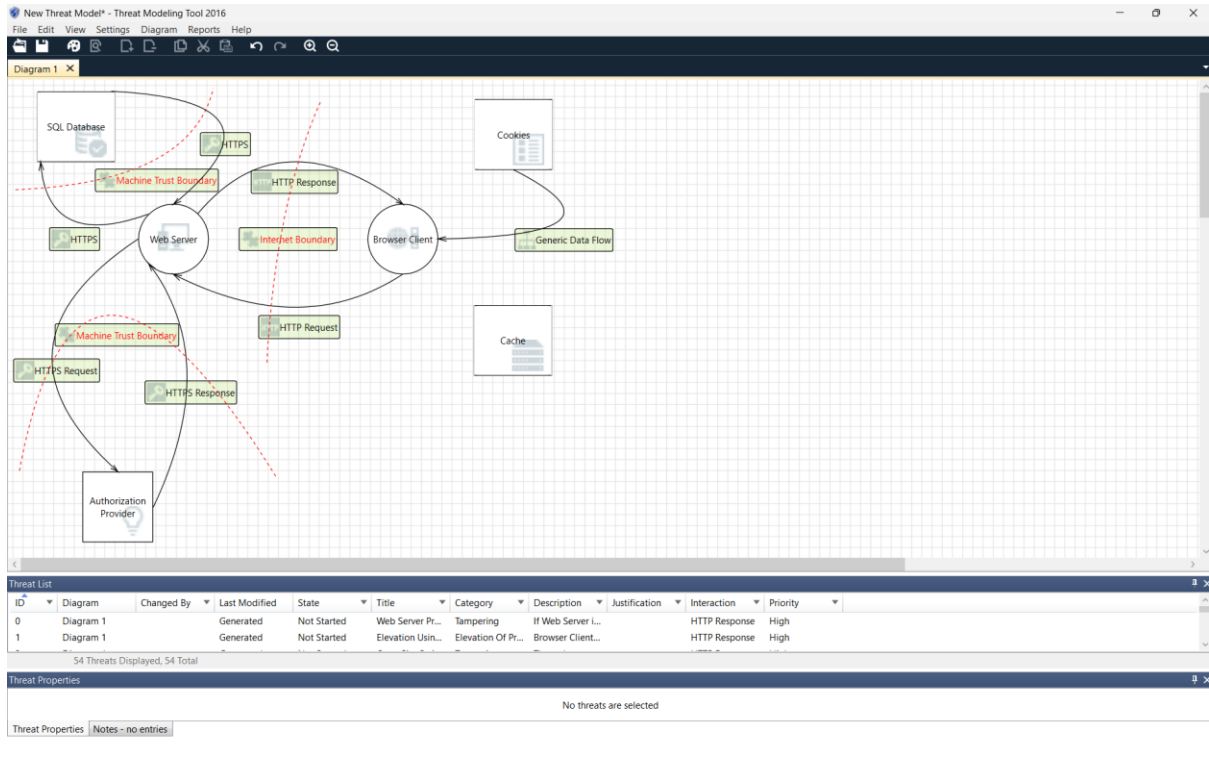 New Threat Model* - Threat Modeling Tool 2016
File Edit View Settings Diagram Reports Help
Diagram 1
SQL Database
Cookies
HTTPS
Machine Trust Boundary
HTTP Response
HTTPS
Web Server
Internet Boundary
Browser Client
Generic Data Flow
HTTP Request
Machine Trust Boundary
Cache
HTTPS Request
HTTPS Response
Authorization
Provider
Threat List
ID Diagram Changed By Last Modified State Title Category Description Justification Interaction Priority
0 Diagram 1 Generated Not Started Web Server Pr... Tampering If Web Server i... HTTP Response High
1 Diagram 1 Generated Not Started Elevation Usin... Elevation Of Pr... Browser Client... HTTP Response High
54 Threats Displayed, 54 Total
Threat Properties
No threats are selected
Threat Properties Notes - no entries